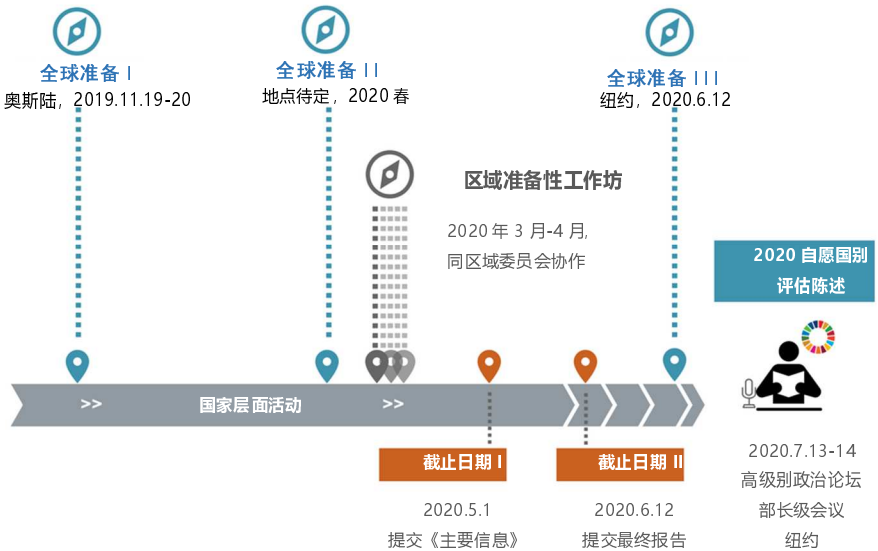 全球准备 I
奥斯陆，2019.11.19-20
全球准备 II
地点待定，2020 春
全球准备 III
纽约，2020.6.12
区域准备性工作坊
2020 年 3 月-4 月,
同区域委员会协作
2020 自愿国别
评估陈述
>>
国家层面活动
>>
截止日期 I
2020.5.1
提交《主要信息》
截止日期 II
2020.6.12
提交最终报告
2020.7.13-14
高级别政治论坛
部长级会议
纽约